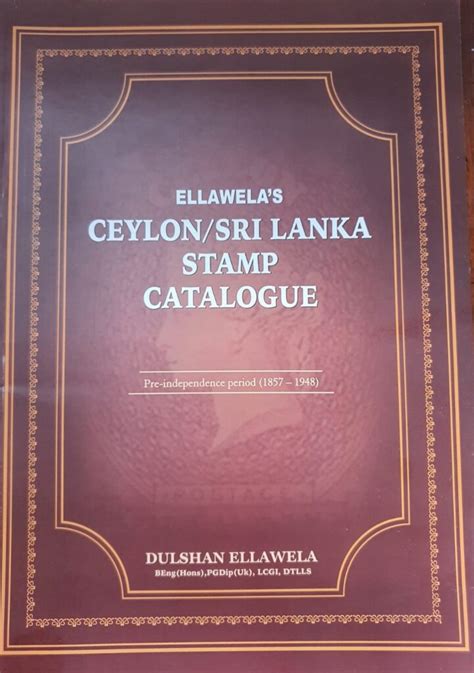 ELLAWELA'S
CEYLON/SRI LANKA
STAMP
CATALOGUE
Pre-independence period (1857 – 1948)
DULSHAN ELLAWELA
BEng(Hons),PGDip(Uk), LCGI, DTLLS